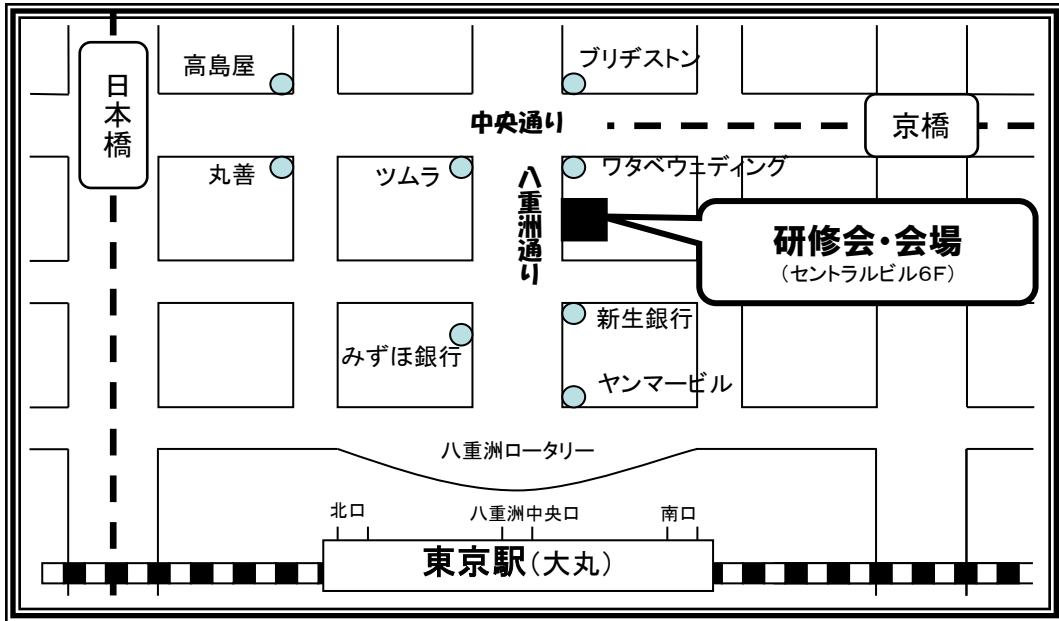 高島屋
ブリヂストン
日本橋
中央通り
京橋
丸善
ツムラ
八重洲通り
ワタベウェディング
研修会・会場
(セントラルビル6F)
新生銀行
みずほ銀行
ヤンマービル
八重洲ロータリー
北口
八重洲中央口
南口
東京駅(大丸)